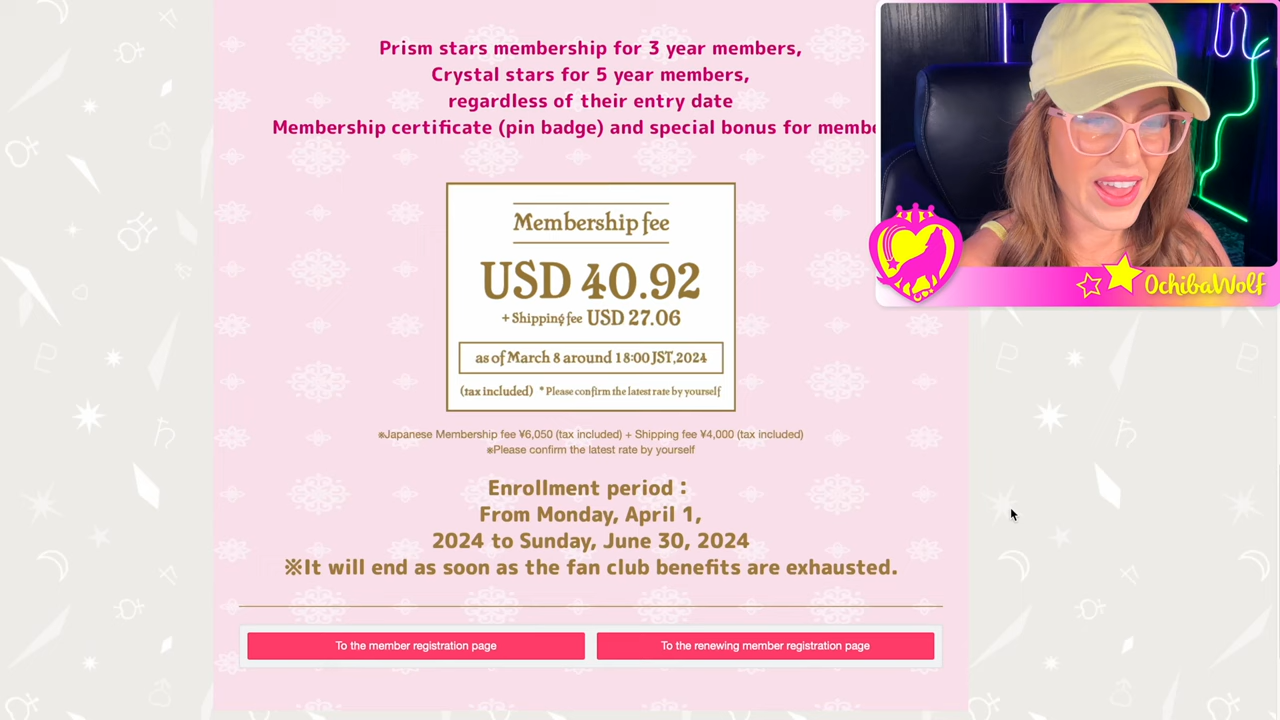 Prism stars membership for 3 year members,
Crystal stars for 5 year members,
regardless of their entry date
Membership certificate (pin badge) and special bonus for
Membership fee
USD 40.92
+ Shipping fee USD 27.06
as of March 8 around 18:00 JST,2024
(tax included) * Please confirm the latest rate by yourself
※Japanese Membership fee ¥6,050 (tax included) + Shipping fee ¥4,000 (tax included)
※Please confirm the latest rate by yourself
Enrollment period :
From Monday, April 1,
2024 to Sunday, June 30, 2024
※It will end as soon as the fan club benefits are exhausted.
To the member registration page
To the renewing member registration page
OchibaWolf